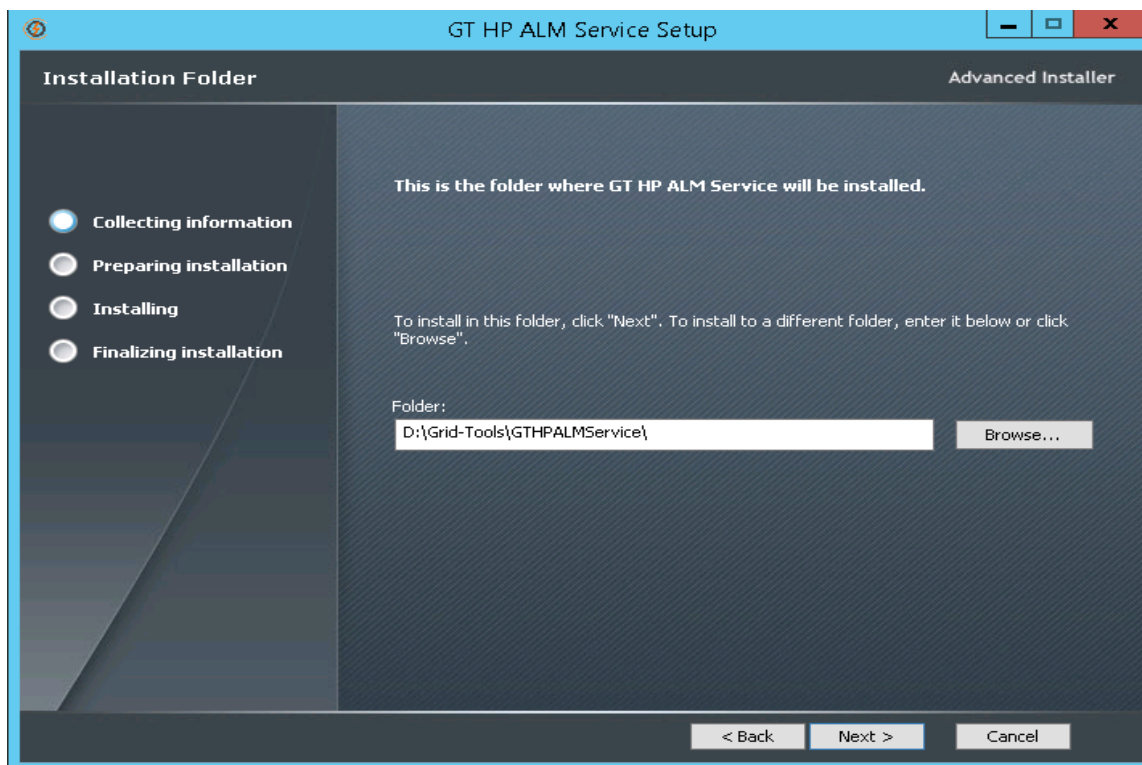 GT HP ALM Service Setup
Installation Folder
Advanced Installer
Collecting information
Preparing installation
Installing
Finalizing installation
This is the folder where GT HP ALM Service will be installed.
To install in this folder, click "Next". To install to a different folder, enter it below or click
"Browse".
Folder:
D:\Grid-Tools\GTHPALMService\
Browse...
< Back
Next >
Cancel